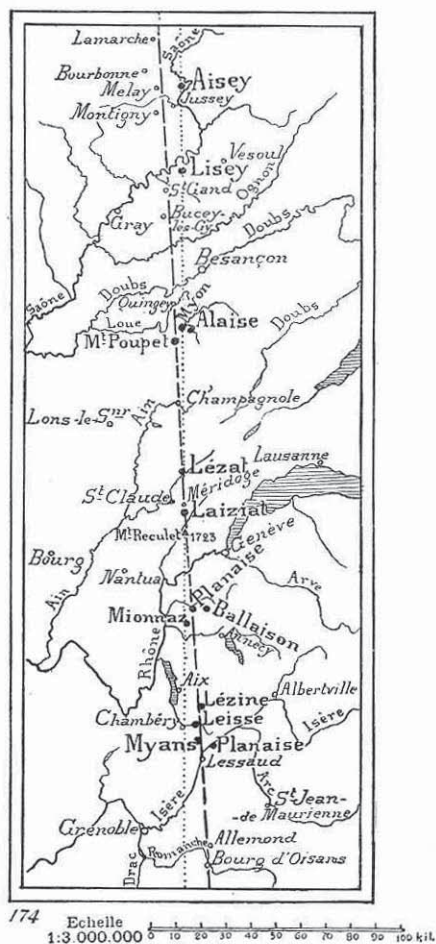 Lamarche
Saône
Bourbonne
Melay
Aisey
Jussey
Montigny
Vesoul
Lisey
St Gand
Ognon
Gray
Bucey-
les-Gy
Doubs
Besançon
Saône
Doubs
Quingey
Myon
Loue
Alaise
Doubs
Mt Poupet
Champagnole
Ain
Lons-le-Snr
Lézat
Lausanne
Méridoge
St Claude
Laiziat
Mt Reculet 1723
Genève
Bourg
Nantua
Planaise
Arve
Ain
Mionnaz
Ballaison
Annecy
Rhône
Aix
Albertville
Lézine
Chambéry
Leisse
Isère
Myans
Planaise
Lessaud
Arc
St Jean-
-de Maurienne
Isère
Grenoble
Allemond
Romanche
Bourg d'Oisans
Drac
174
Echelle
1:3.000.000
0 10 20 30 40 50 60 70 80 90 100 kil.